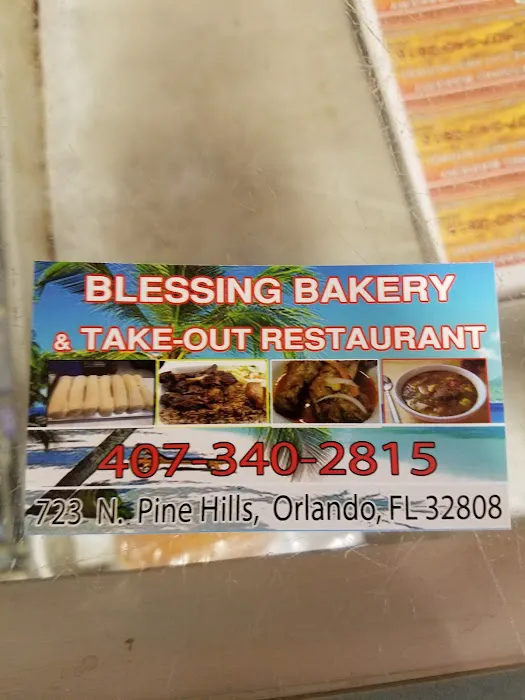 BLESSING BAKERY
& TAKE-OUT RESTAURANT
407-340-2815
723 N. Pine Hills, Orlando, FL 32808